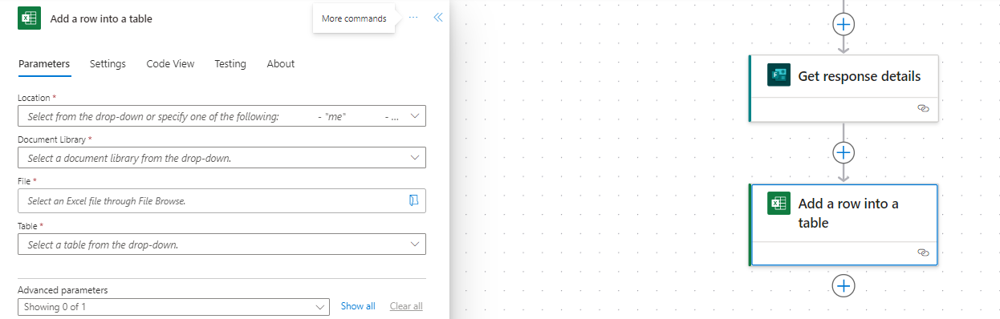 Add a row into a table
More commands
...
Parameters Settings Code View Testing About
Location *
Select from the drop-down or specify one of the following: - "me" - ...
Document Library *
Select a document library from the drop-down.
File *
Select an Excel file through File Browse.
Table *
Select a table from the drop-down.
Advanced parameters
Showing 0 of 1
Show all
Clear all
Get response details
Add a row into a
table